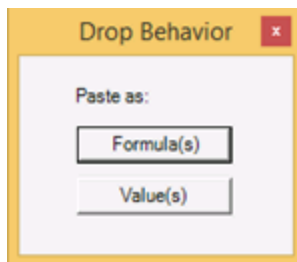 Drop Behavior
x
Paste as:
Formula(s)
Value(s)